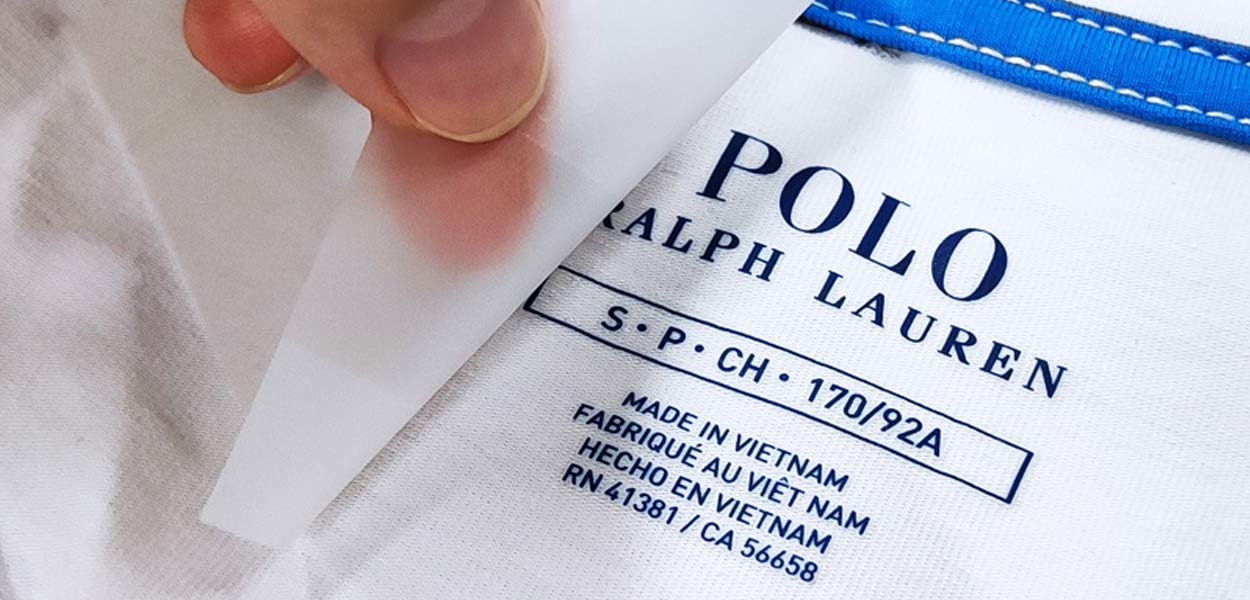 POLO
RALPH LAUREN
S • P • CH • 170/92A
MADE IN VIETNAM
FABRIQUÉ AU VIÊT NAM
HECHO EN VIETNAM
RN 41381 / CA 56658